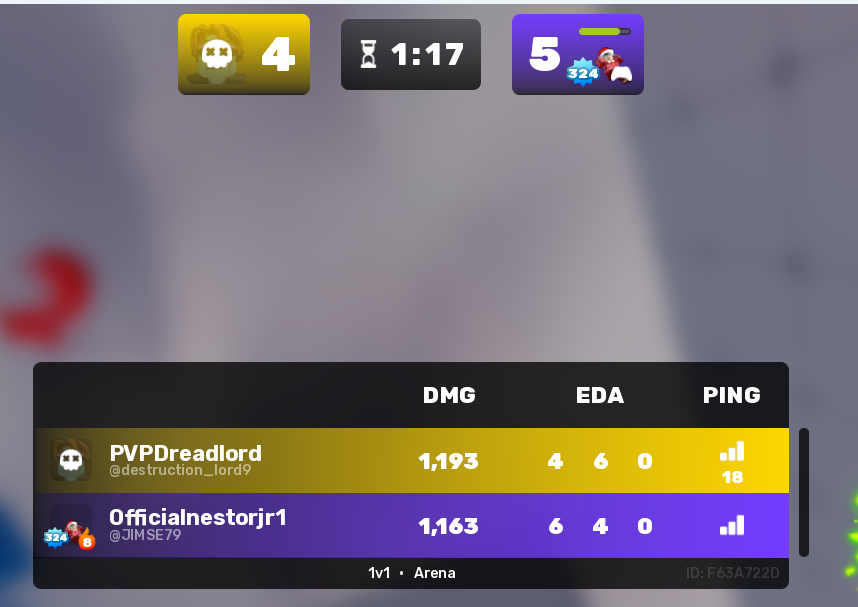 4
1:17
5
324
DMG EDA PING
PVPDreadlord
@destruction_lord9
1,193 4 6 0
18
Officialnestorjr1
@JIMSE79
324 8
1,163 6 4 0
1v1 • Arena
ID: F63A722D